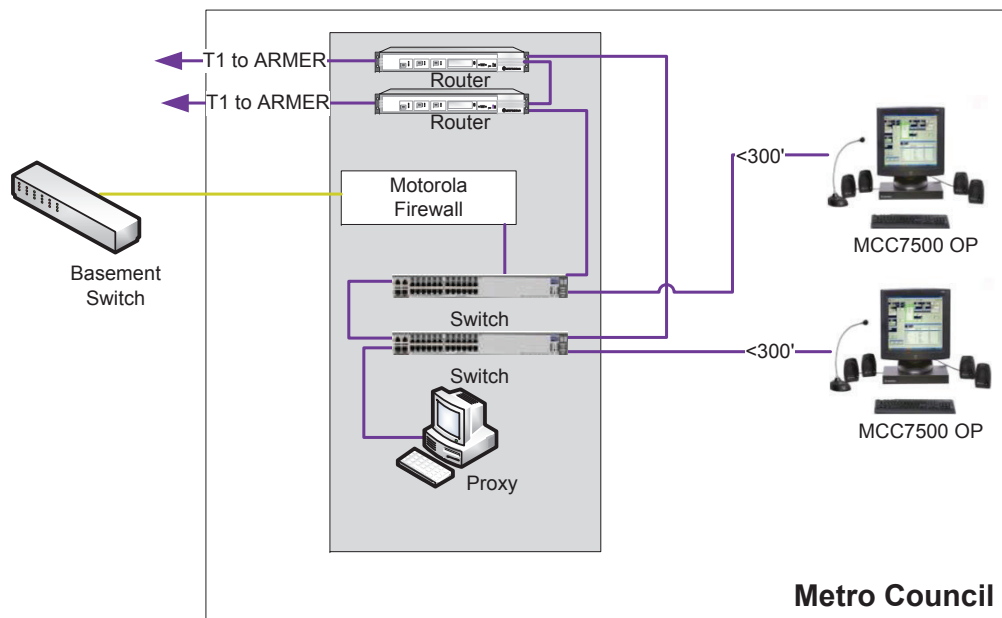 T1 to ARMER
Router
T1 to ARMER
Router
Motorola
Firewall
<300'
MCC7500 OP
Basement
Switch
Switch
<300'
Switch
MCC7500 OP
Proxy
Metro Council